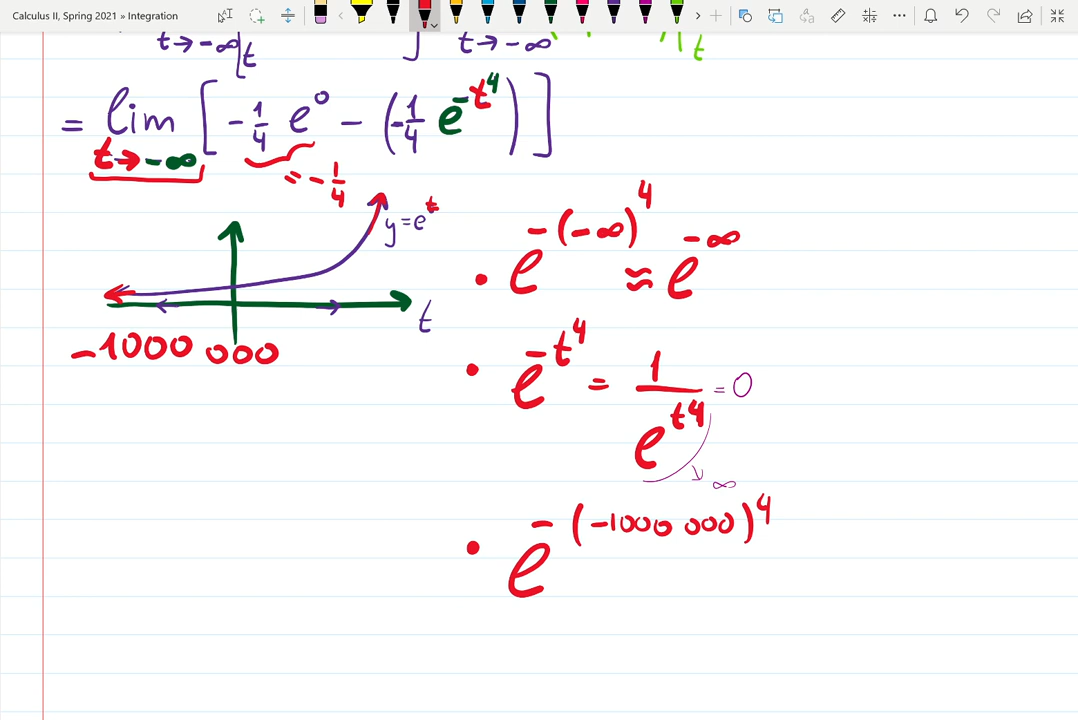 Calculus II, Spring 2021 » Integration
t→-∞ t t→-∞ t
= lim [ -1/4 e^0 - (-1/4 e^{-t^4}) ]
t→-∞
= -1/4
y=e^t
t
-1000 000
• e^{-(-∞)^4} ≈ e^{-∞}
• e^{-t^4} = 1/e^{t^4} = 0
↘ ∞
• e^{-(-1000 000)^4}